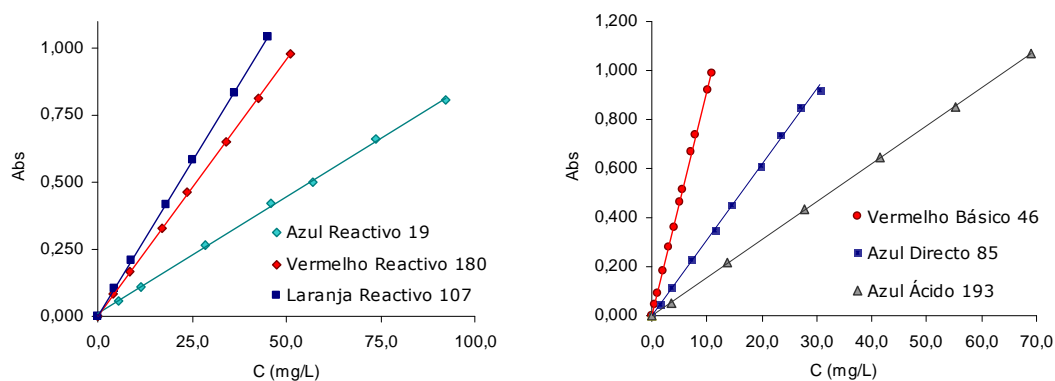 1,000
0,750
0,500
0,250
0,000
Abs
0,0
25,0
50,0
75,0
100,0
C (mg/L)
Azul Reactivo 19
Vermelho Reactivo 180
Laranja Reactivo 107
1,200
1,000
0,800
0,600
0,400
0,200
0,000
Abs
0,0
10,0
20,0
30,0
40,0
50,0
60,0
70,0
C (mg/L)
Vermelho Básico 46
Azul Directo 85
Azul Ácido 193